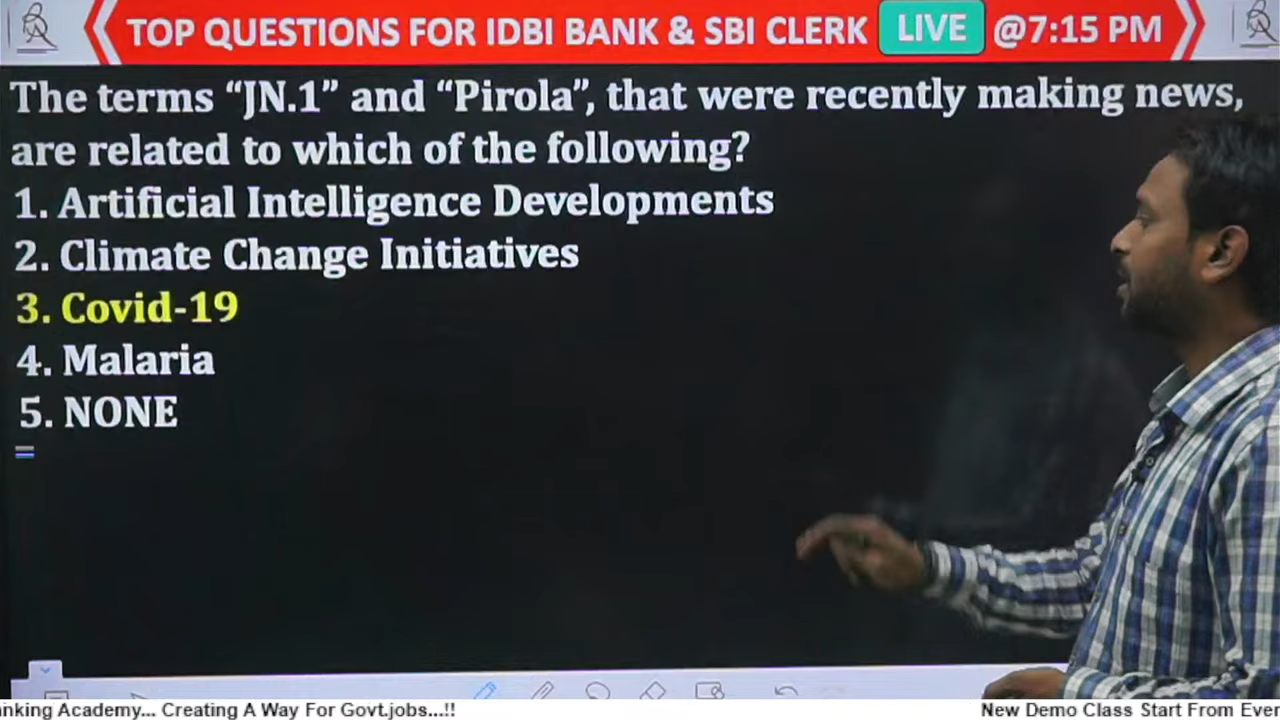 TOP QUESTIONS FOR IDBI BANK & SBI CLERK LIVE @7:15 PM
The terms “JN.1” and “Pirola”, that were recently making news,
are related to which of the following?
1. Artificial Intelligence Developments
2. Climate Change Initiatives
3. Covid-19
4. Malaria
5. NONE
Academy... Creating A Way For Govt.jobs...!! New Demo Class Start From